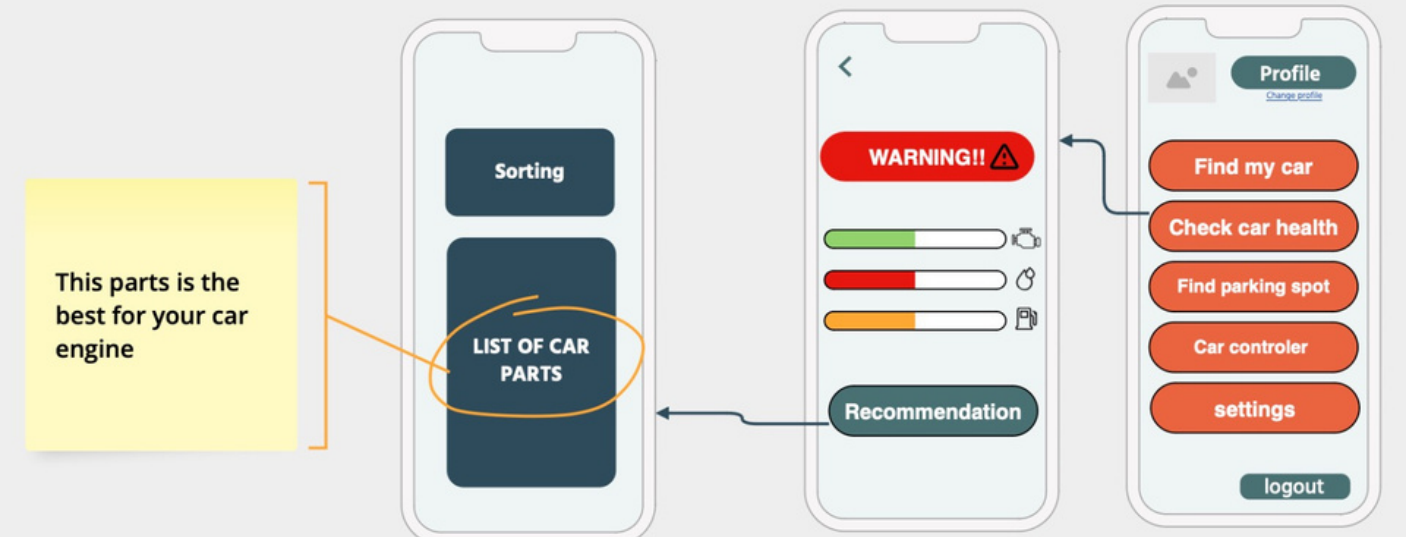 This parts is the
best for your car
engine
Sorting
LIST OF CAR
PARTS
WARNING!!
Recommendation
Profile
Change profile
Find my car
Check car health
Find parking spot
Car controler
settings
logout